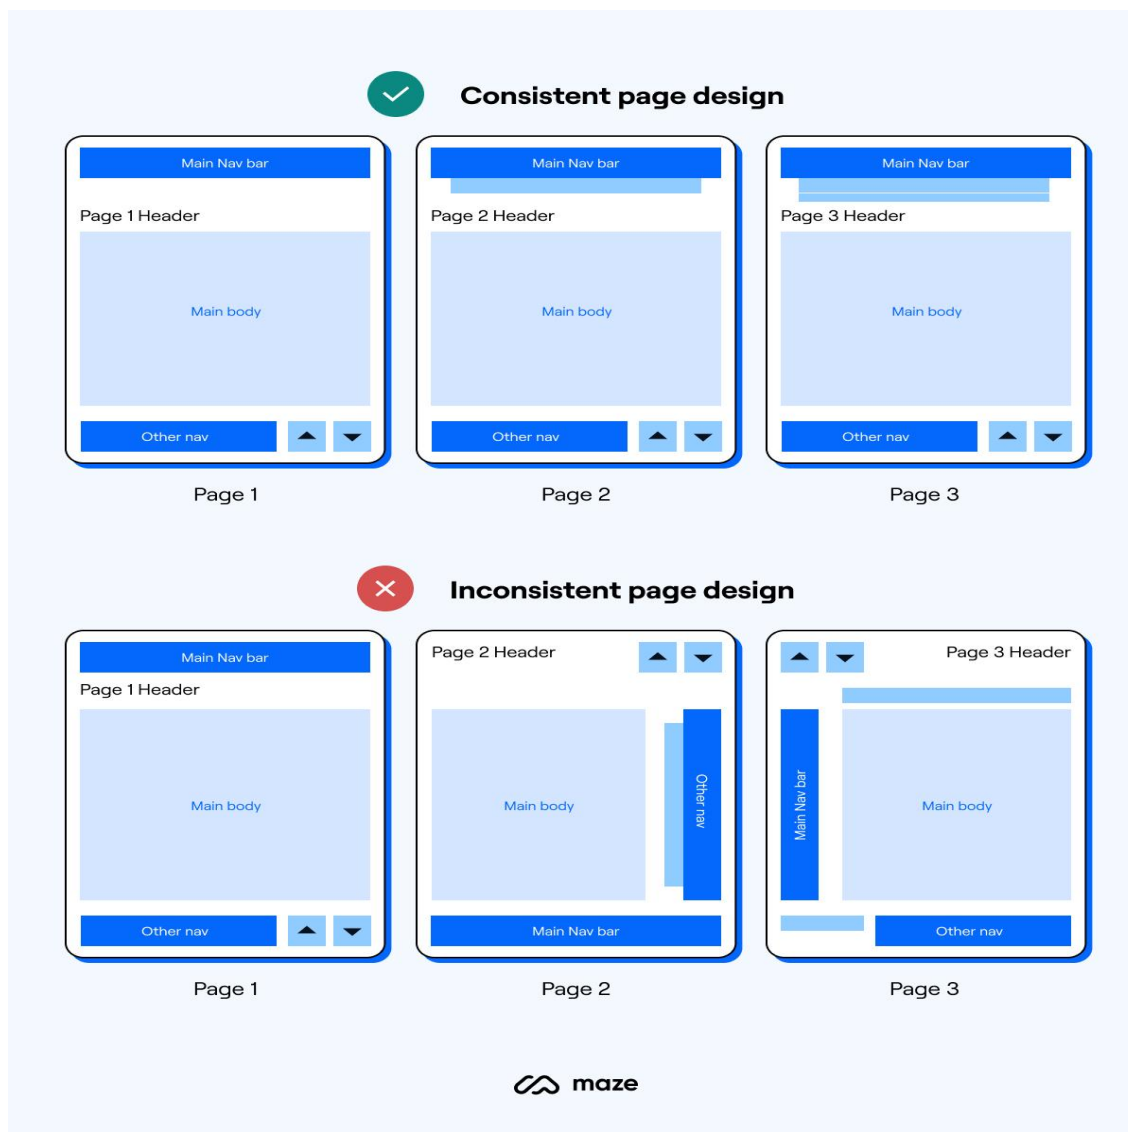 Consistent page design
Main Nav bar
Page 1 Header
Main body
Other nav
Page 1
Main Nav bar
Page 2 Header
Main body
Other nav
Page 2
Main Nav bar
Page 3 Header
Main body
Other nav
Page 3
Inconsistent page design
Main Nav bar
Page 1 Header
Main body
Other nav
Page 1
Page 2 Header
Main body
Other nav
Main Nav bar
Page 2
Page 3 Header
Main Nav bar
Main body
Other nav
Page 3
maze